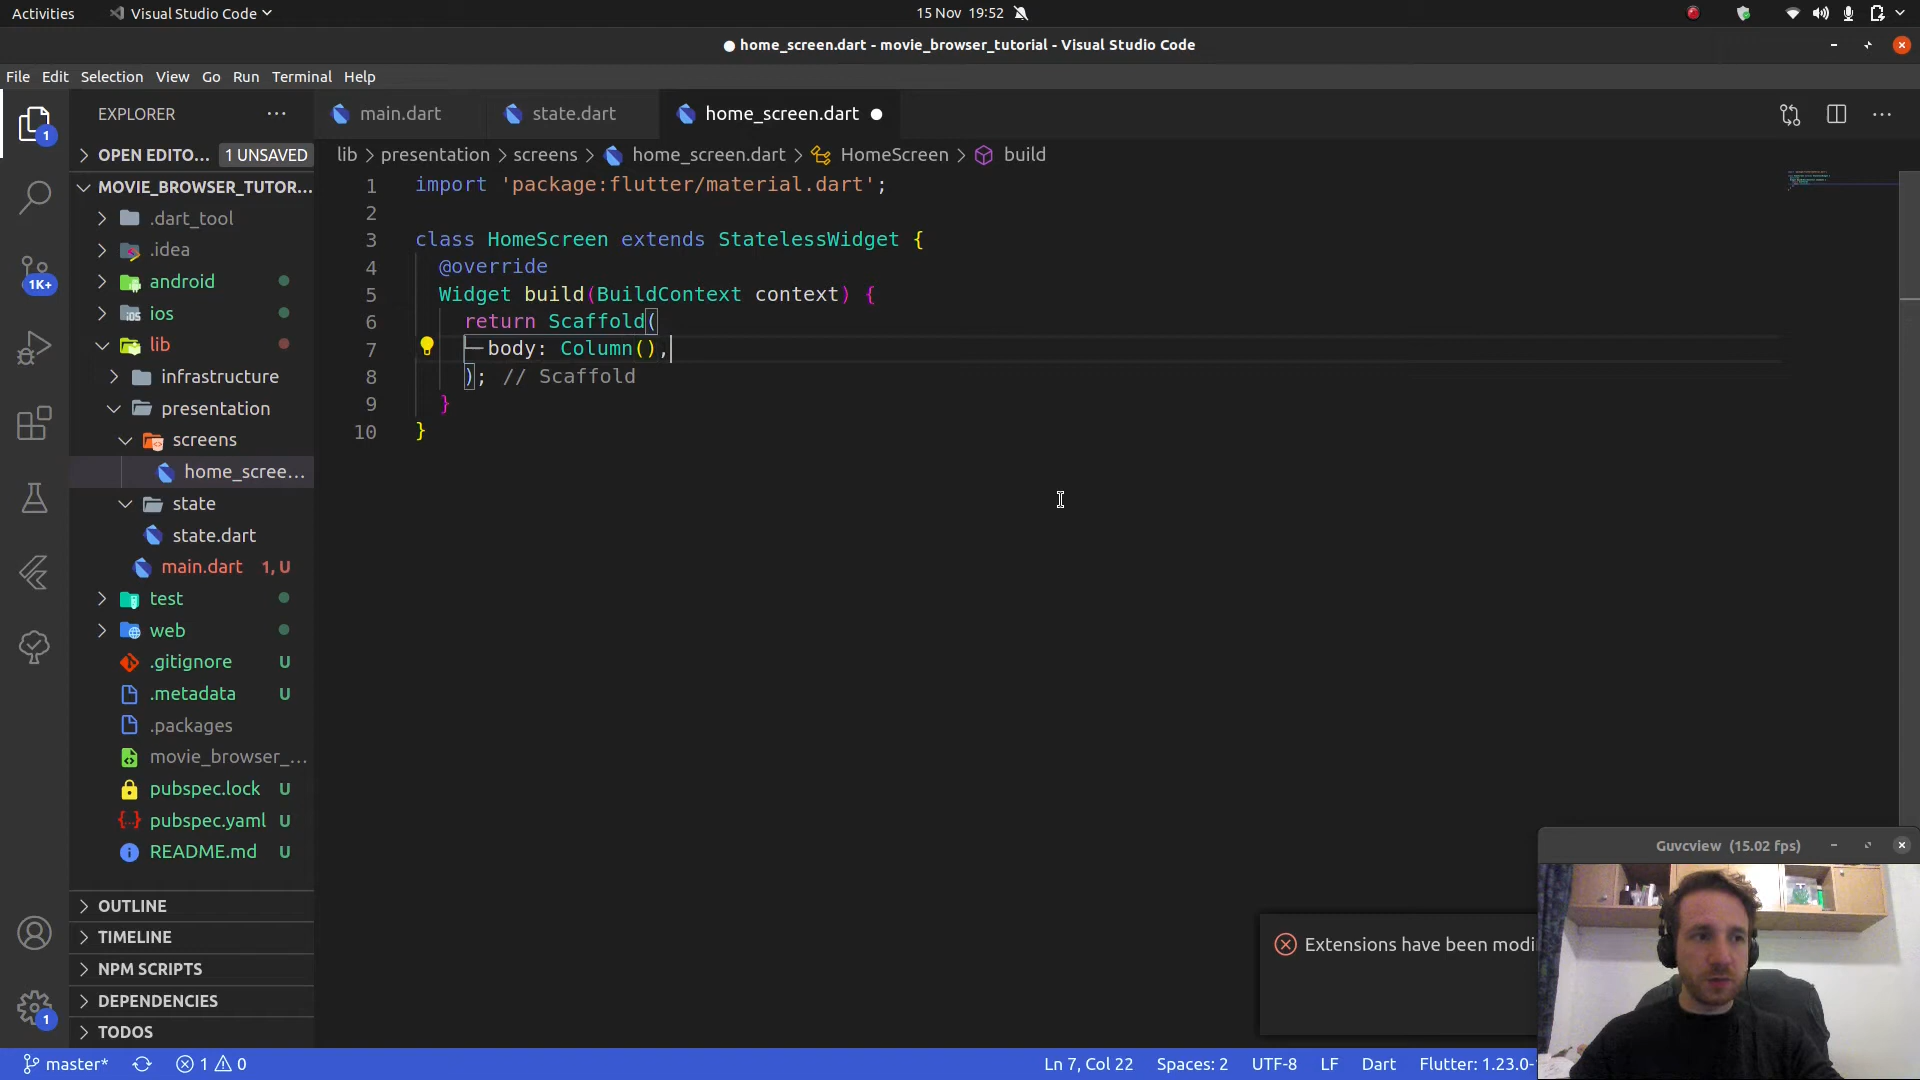 Activities
Visual Studio Code
15 Nov 19:52
home_screen.dart - movie_browser_tutorial - Visual Studio Code
File Edit Selection View Go Run Terminal Help
EXPLORER
main.dart
state.dart
home_screen.dart
1
OPEN EDITO... 1 UNSAVED
lib > presentation > screens > home_screen.dart > HomeScreen > build
MOVIE_BROWSER_TUTOR...
.dart_tool
.idea
android
ios
lib
infrastructure
presentation
screens
home_scree...
state
state.dart
main.dart 1, U
test
web
.gitignore U
.metadata U
.packages
movie_browser_...
pubspec.lock U
pubspec.yaml U
README.md U
OUTLINE
TIMELINE
NPM SCRIPTS
DEPENDENCIES
TODOS
1K+
1
1 import 'package:flutter/material.dart';
2
3 class HomeScreen extends StatelessWidget {
4 @override
5 Widget build(BuildContext context) {
6 return Scaffold(
7 body: Column(),
8 ); // Scaffold
9 }
10 }
Guvcview (15.02 fps)
Extensions have been modi
master* 1 0
Ln 7, Col 22 Spaces: 2 UTF-8 LF Dart Flutter: 1.23.0-